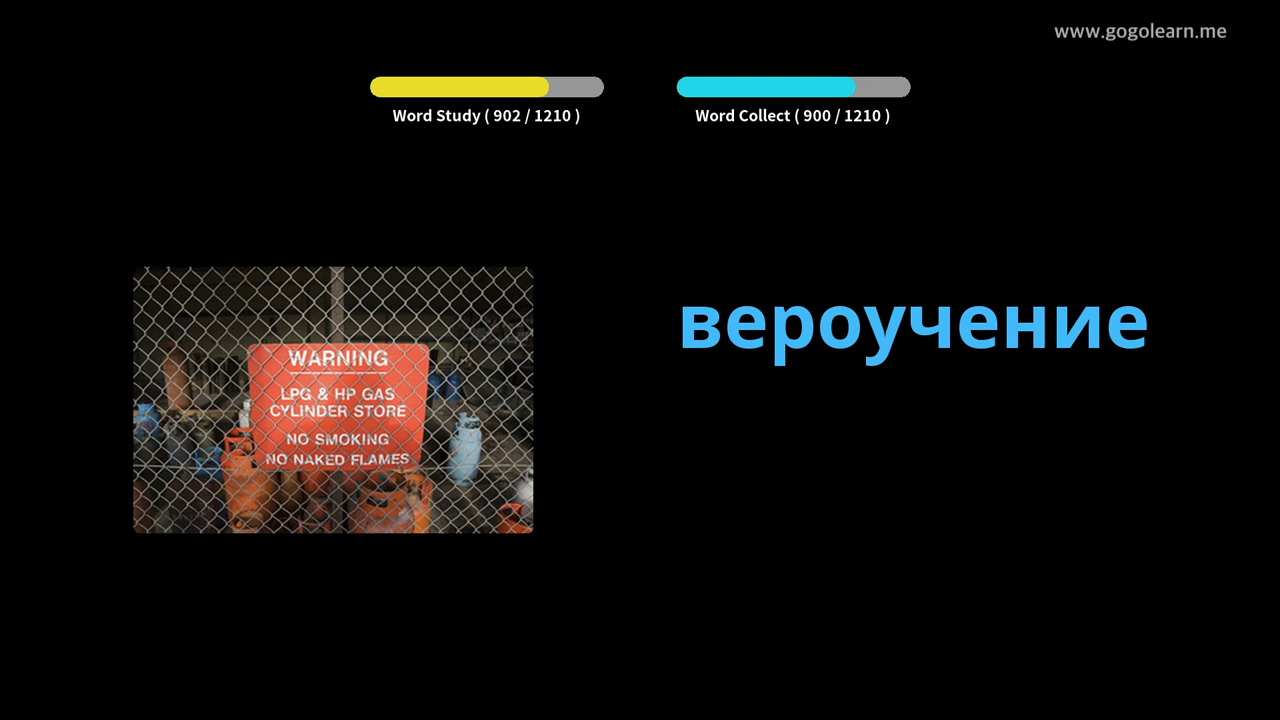 www.gogolearn.me
Word Study ( 902 / 1210 )
Word Collect ( 900 / 1210 )
вероучение
WARNING
LPG & HP GAS
CYLINDER STORE
NO SMOKING
NO NAKED FLAMES